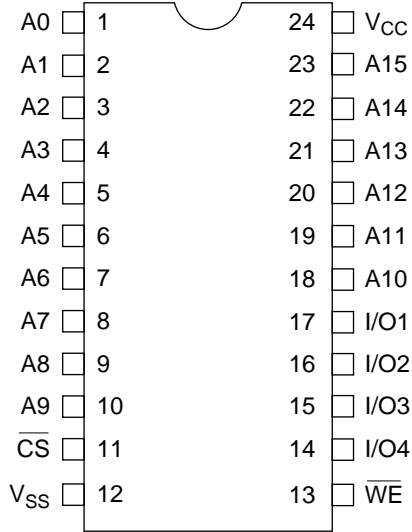 A0 1 24 VCC
A1 2 23 A15
A2 3 22 A14
A3 4 21 A13
A4 5 20 A12
A5 6 19 A11
A6 7 18 A10
A7 8 17 I/O1
A8 9 16 I/O2
A9 10 15 I/O3
C̅S̅ 11 14 I/O4
VSS 12 13 W̅E̅